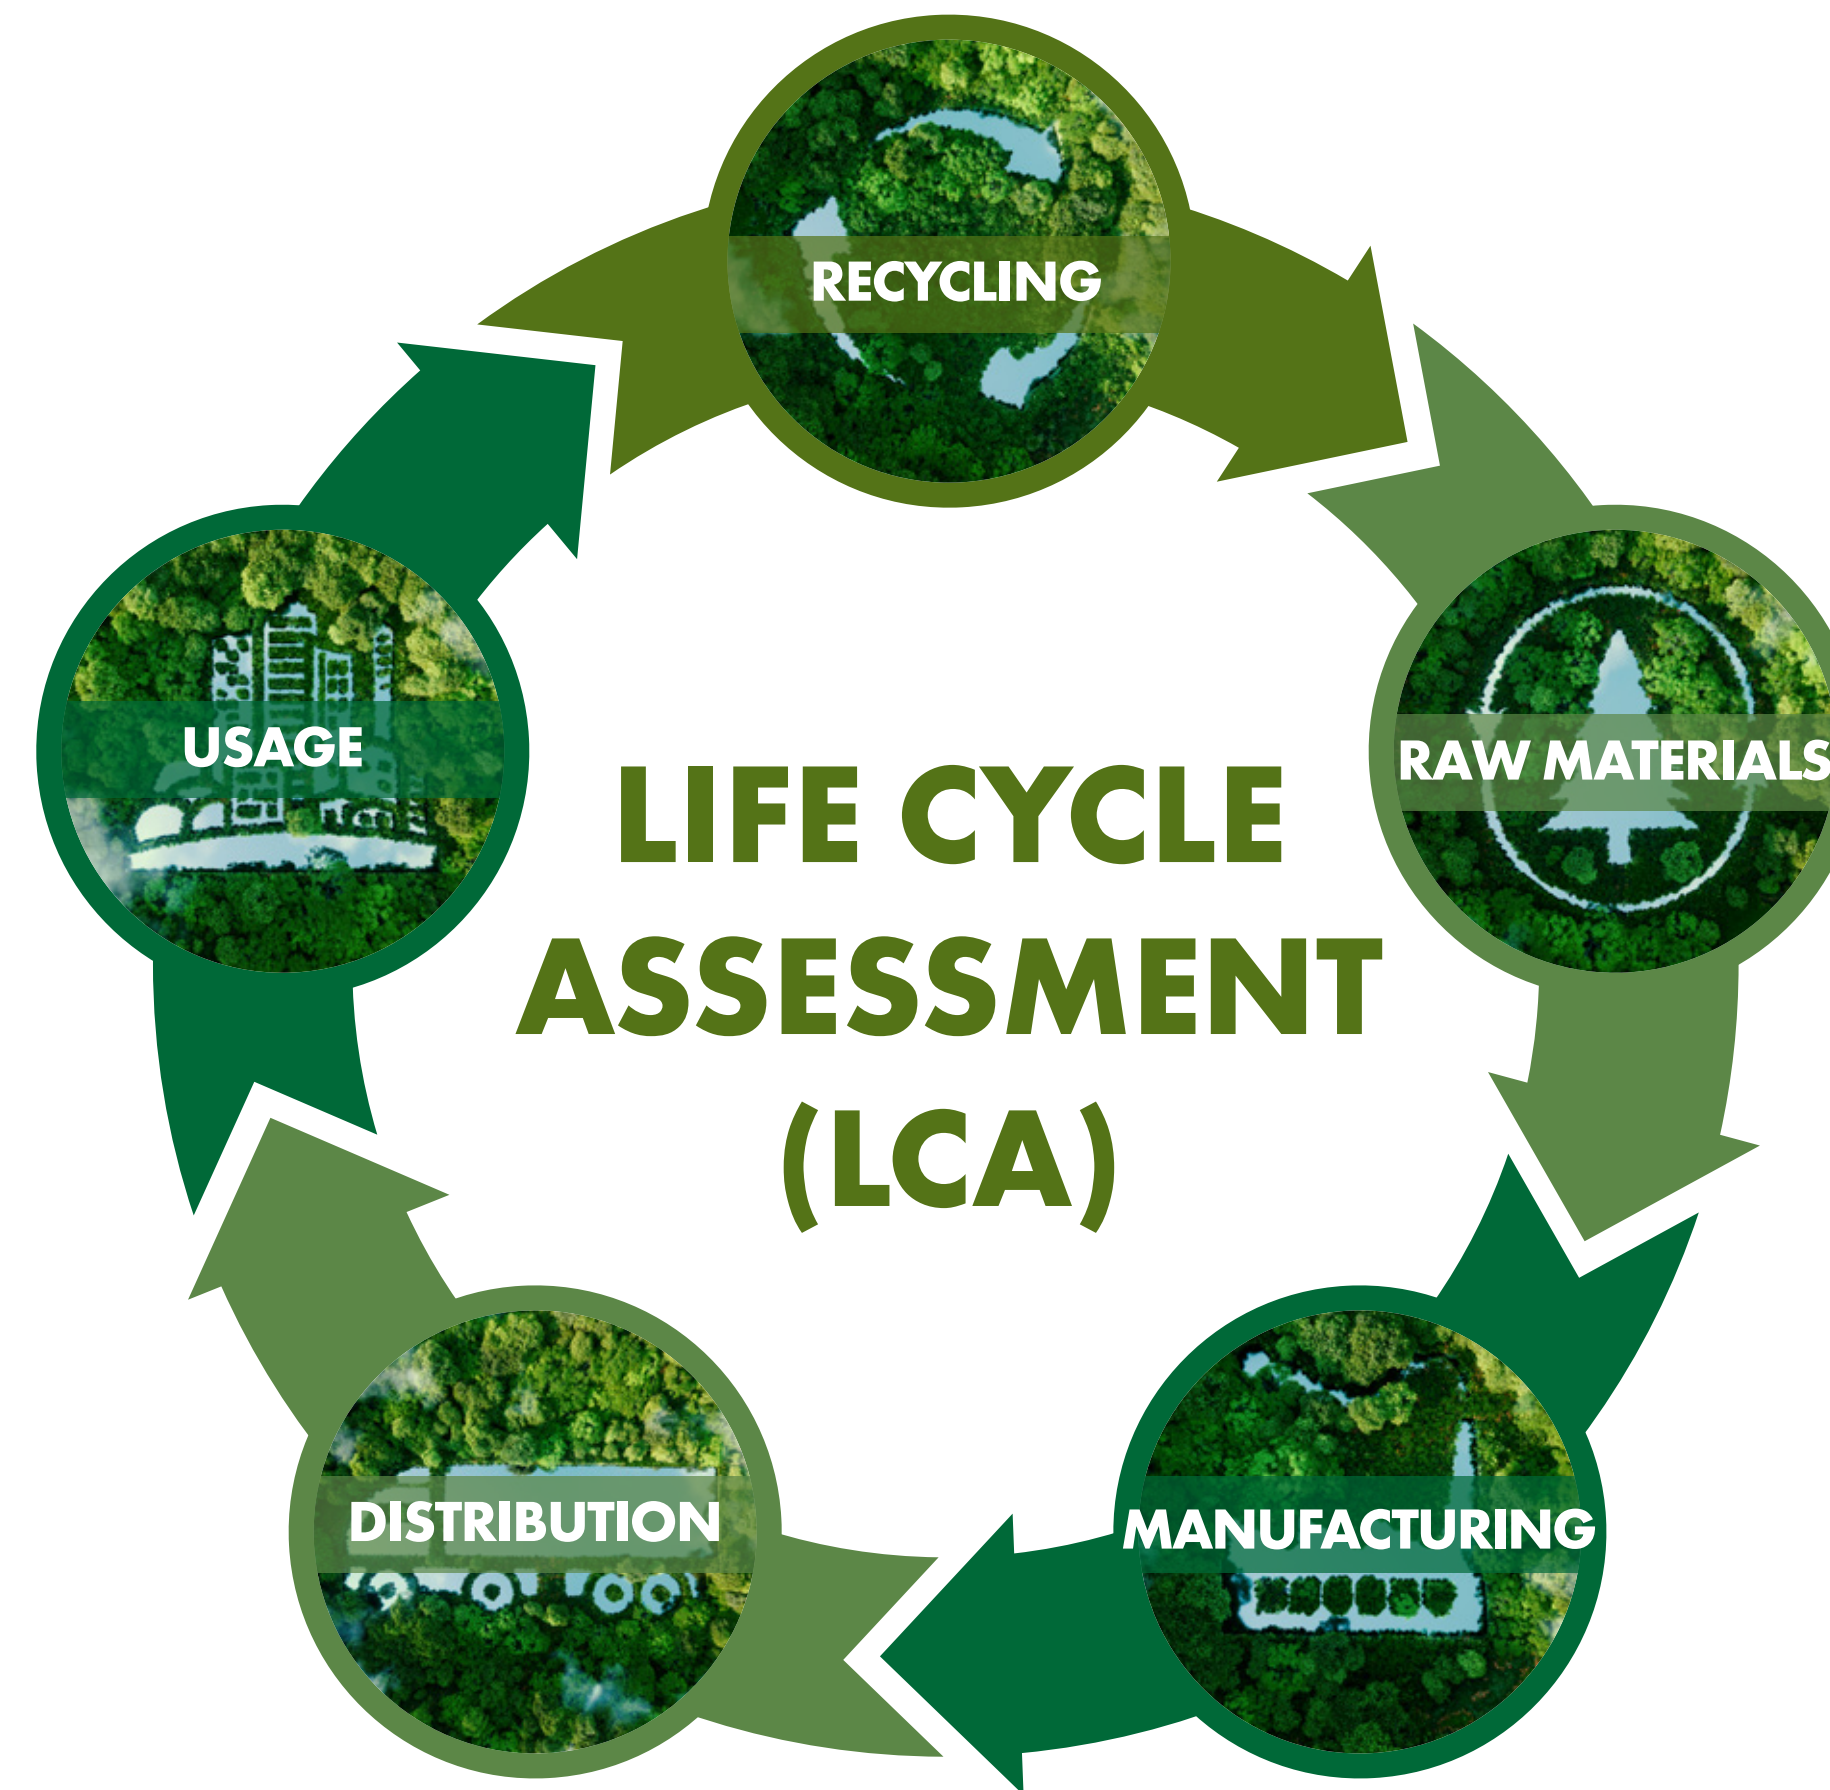 RECYCLING
USAGE
RAW MATERIALS
LIFE CYCLE
ASSESSMENT
(LCA)
DISTRIBUTION
MANUFACTURING